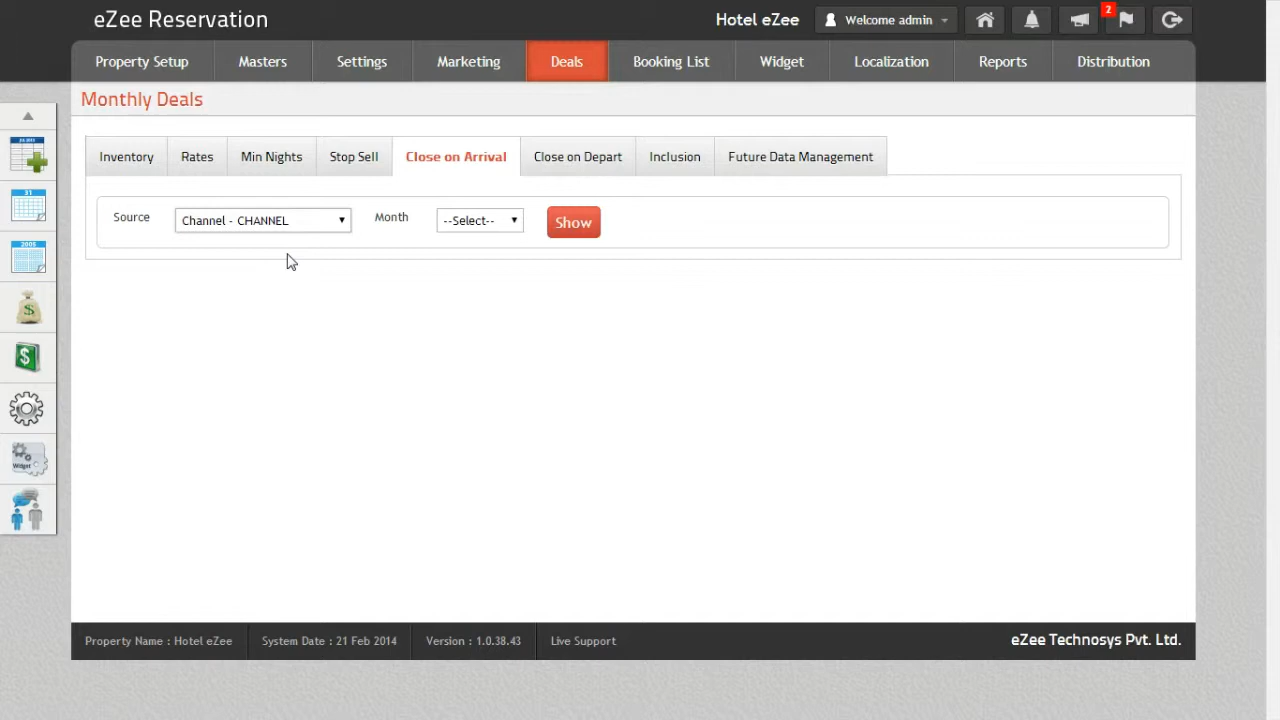 eZee Reservation
Hotel eZee
Welcome admin
2
Property Setup
Masters
Settings
Marketing
Deals
Booking List
Widget
Localization
Reports
Distribution
Monthly Deals
Inventory
Rates
Min Nights
Stop Sell
Close on Arrival
Close on Depart
Inclusion
Future Data Management
Source
Channel - CHANNEL
Month
--Select--
Show
31
2005
$
$
Widget
Property Name : Hotel eZee
System Date : 21 Feb 2014
Version : 1.0.38.43
Live Support
eZee Technosys Pvt. Ltd.